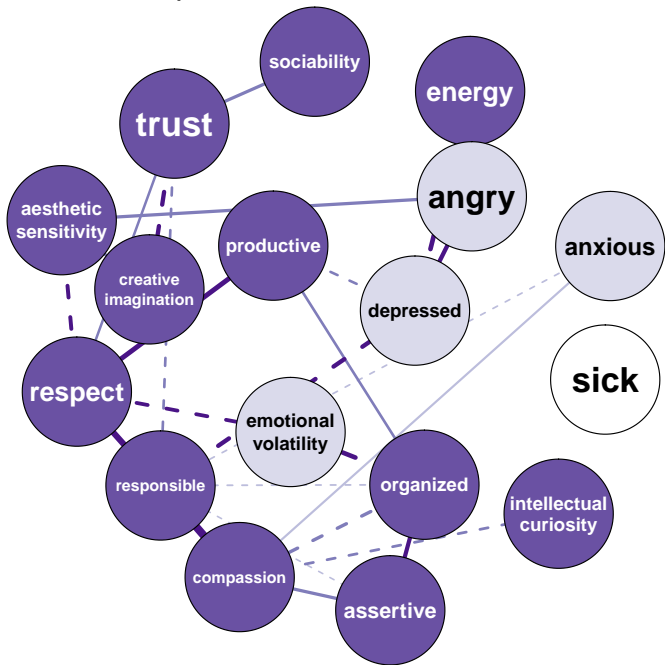 sociability
energy
trust
angry
aesthetic
sensitivity
productive
anxious
creative
imagination
depressed
sick
respect
emotional
volatility
responsible
organized
intellectual
curiosity
compassion
assertive